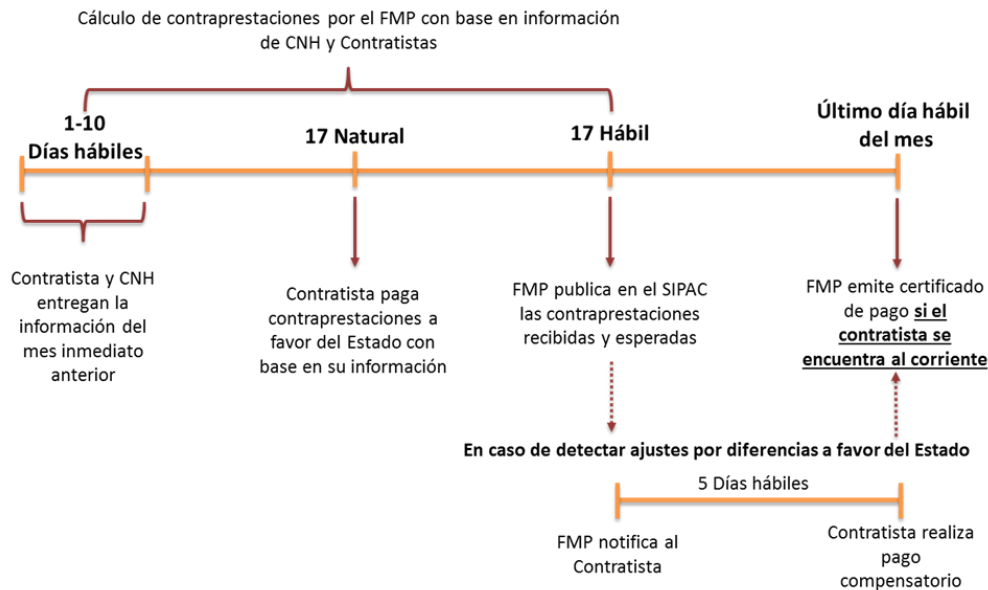 Cálculo de contraprestaciones por el FMP con base en información
de CNH y Contratistas
1-10
Días hábiles
17 Natural
17 Hábil
Último día hábil
del mes
Contratista y CNH
entregan la
información del
mes inmediato
anterior
Contratista paga
contraprestaciones a
favor del Estado con
base en su información
FMP publica en el SIPAC
las contraprestaciones
recibidas y esperadas
FMP emite certificado
de pago si el
contratista se
encuentra al corriente
En caso de detectar ajustes por diferencias a favor del Estado
5 Días hábiles
FMP notifica al
Contratista
Contratista realiza
pago
compensatorio